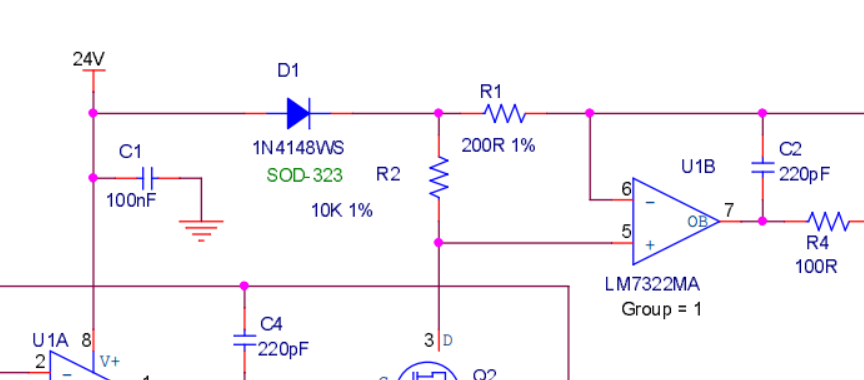 24V
D1
R1
1N4148WS
200R 1%
C1
SOD-323
R2
C2
220pF
U1B
100nF
10K 1%
6
−
OB
7
5
+
R4
100R
LM7322MA
Group = 1
C4
220pF
U1A
8
V+
3
D
2
−
1
G
Q2